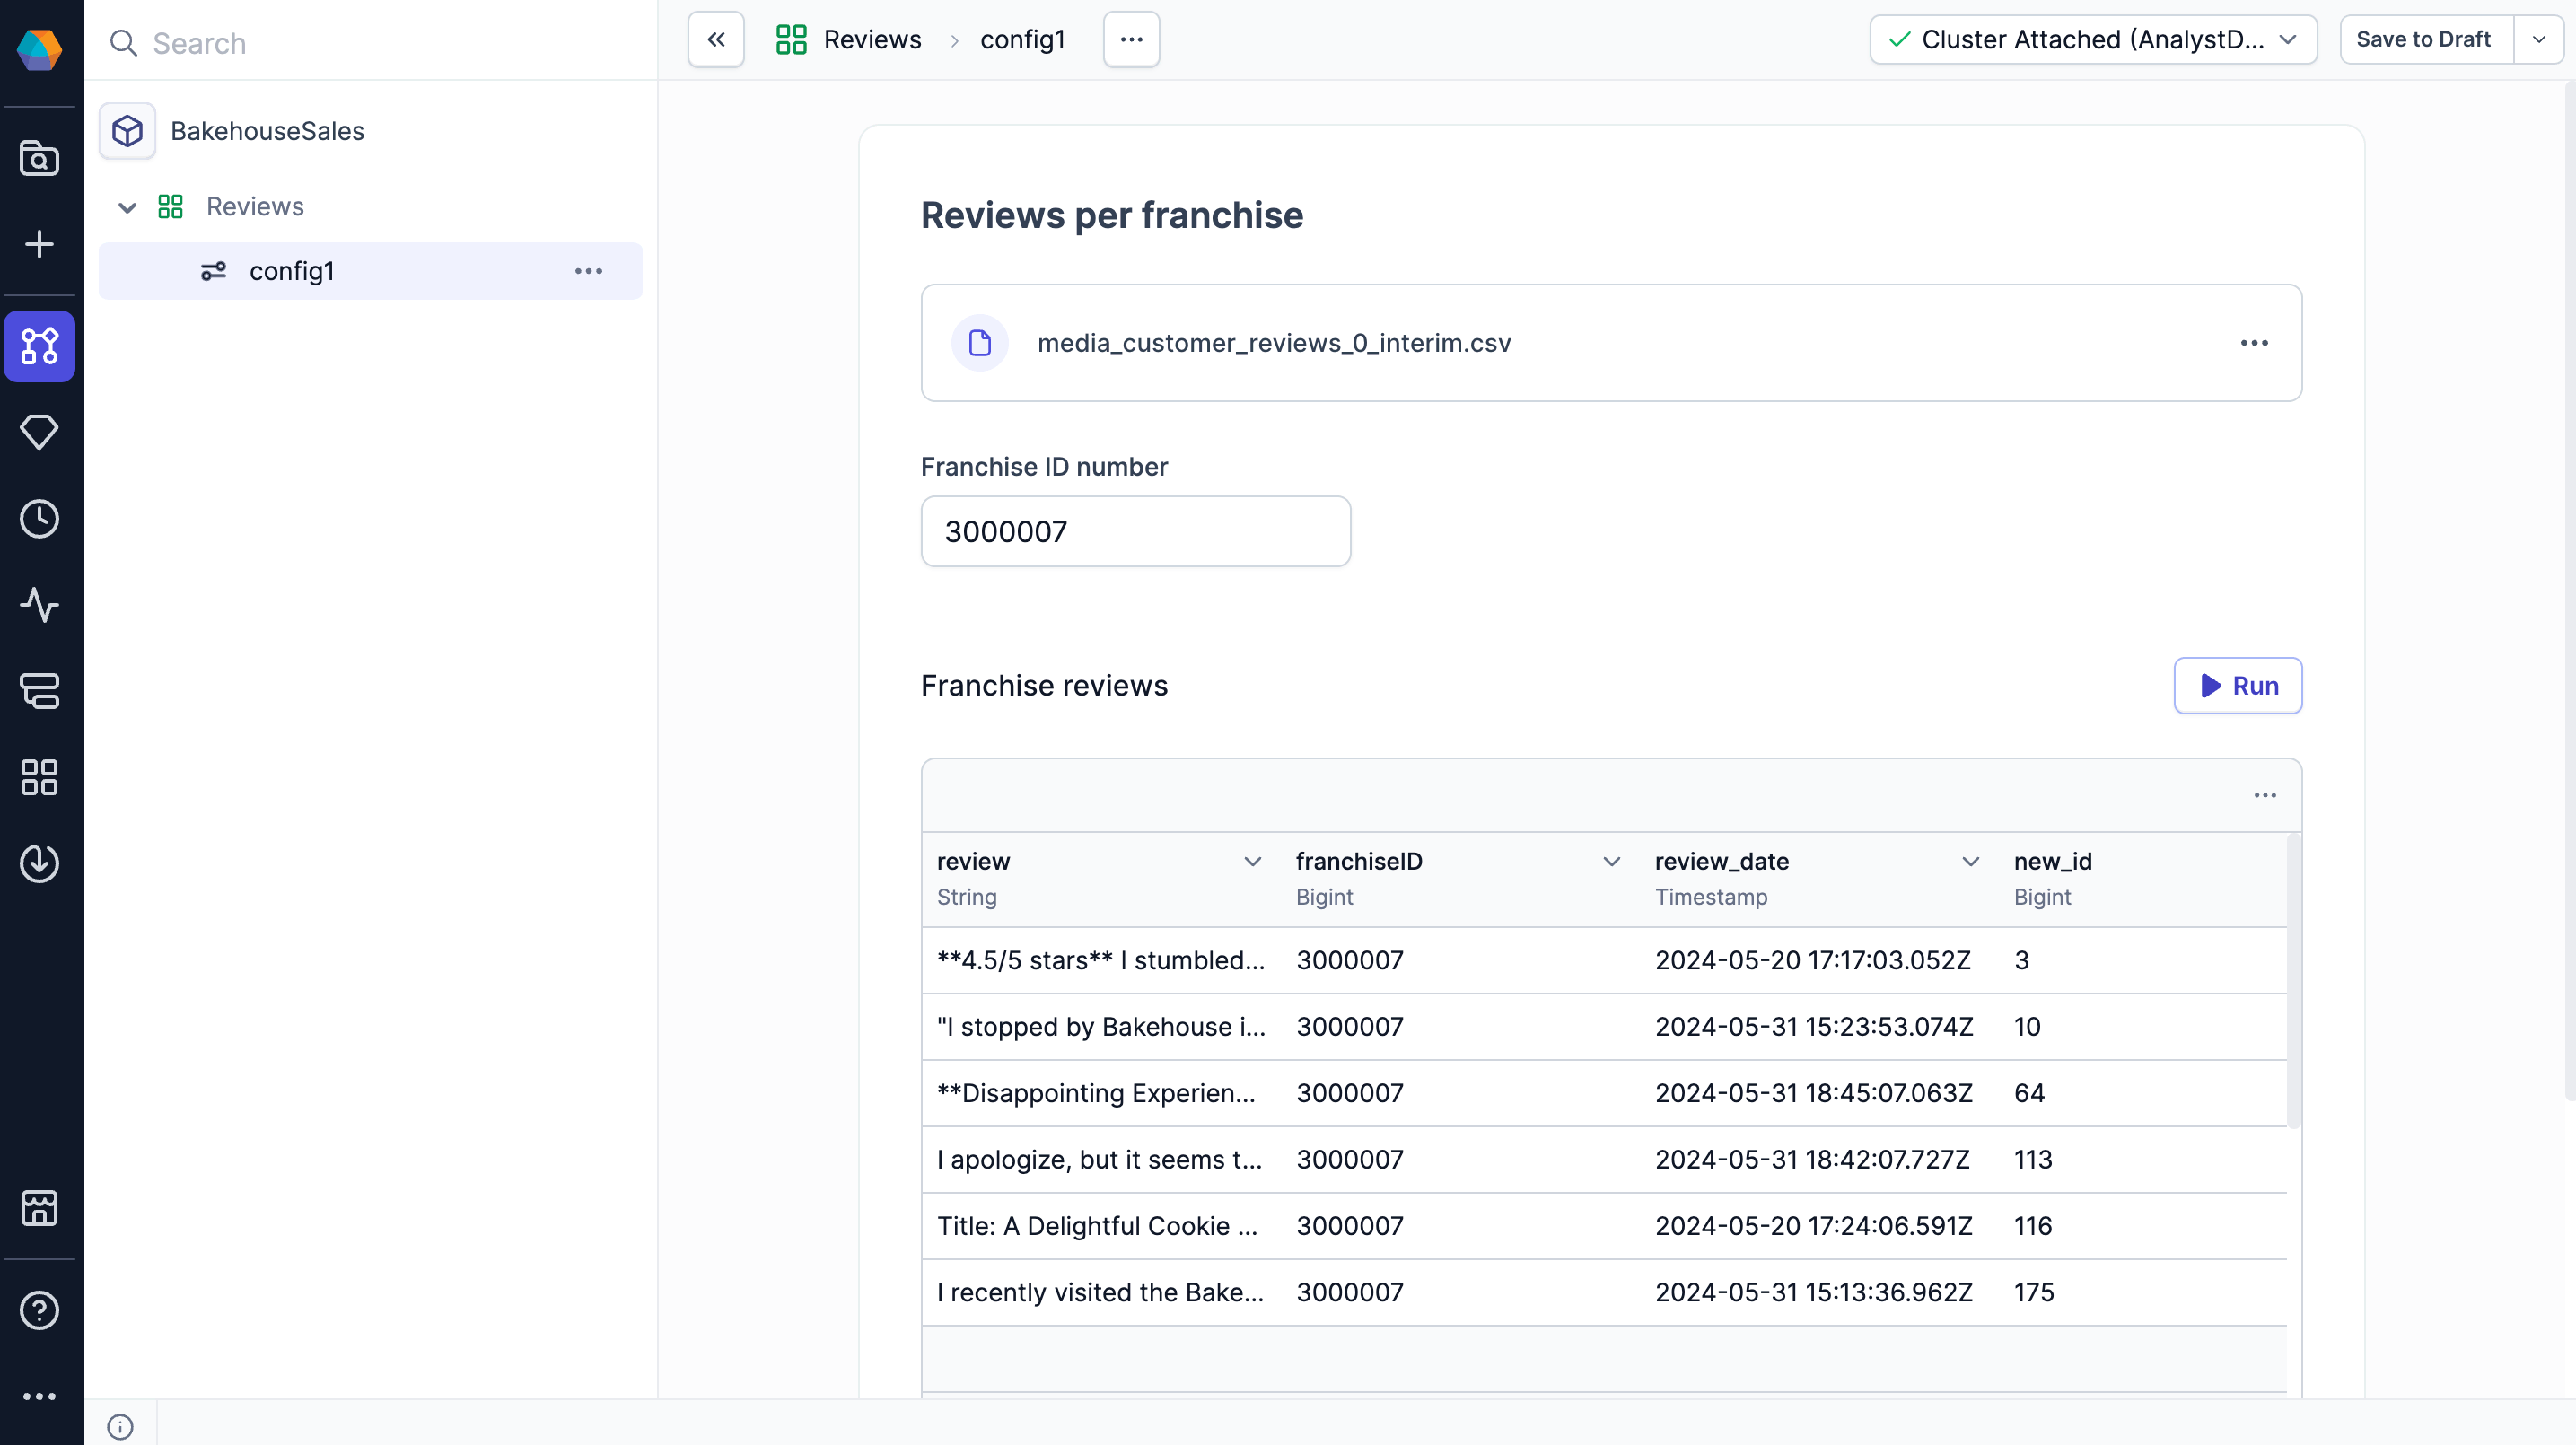 Search
Reviews
config1
Cluster Attached (AnalystD...
Save to Draft
BakehouseSales
Reviews
config1
Reviews per franchise
media_customer_reviews_0_interim.csv
Franchise ID number
3000007
Franchise reviews
Run
review franchiseID review_date new_id
String Bigint Timestamp Bigint
**4.5/5 stars** I stumbled... 3000007 2024-05-20 17:17:03.052Z 3
"I stopped by Bakehouse i... 3000007 2024-05-31 15:23:53.074Z 10
**Disappointing Experien... 3000007 2024-05-31 18:45:07.063Z 64
I apologize, but it seems t... 3000007 2024-05-31 18:42:07.727Z 113
Title: A Delightful Cookie ... 3000007 2024-05-20 17:24:06.591Z 116
I recently visited the Bake... 3000007 2024-05-31 15:13:36.962Z 175